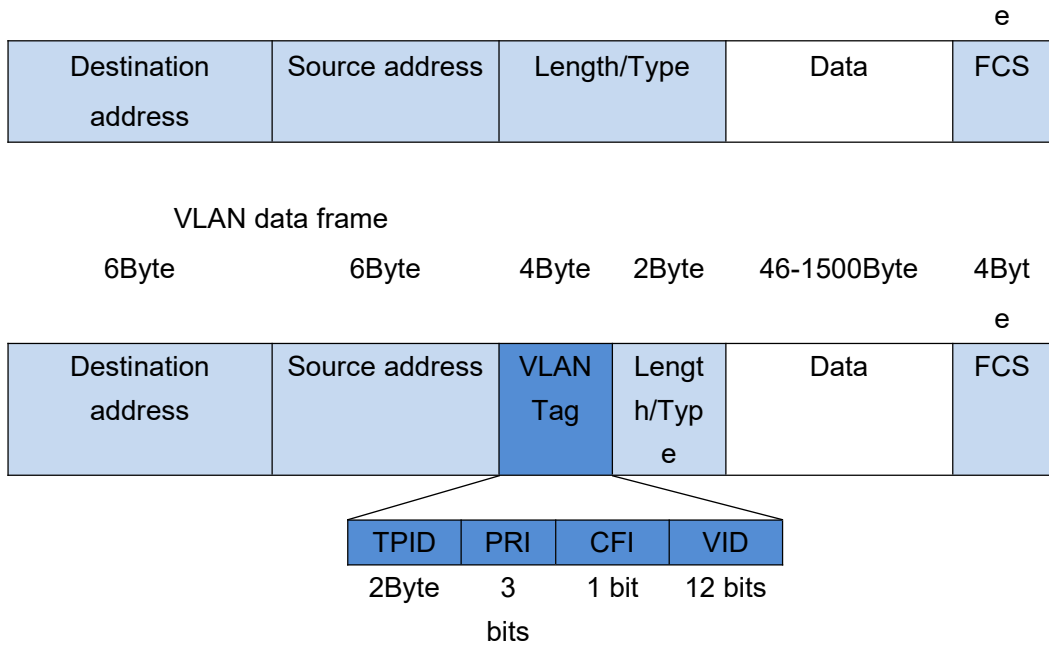 e
Destination address Source address Length/Type Data FCS
VLAN data frame
6Byte 6Byte 4Byte 2Byte 46-1500Byte 4Byt
e
Destination Source address VLAN Lengt Data FCS
address Tag h/Typ
e
TPID PRI CFI VID
2Byte 3 1 bit 12 bits
bits